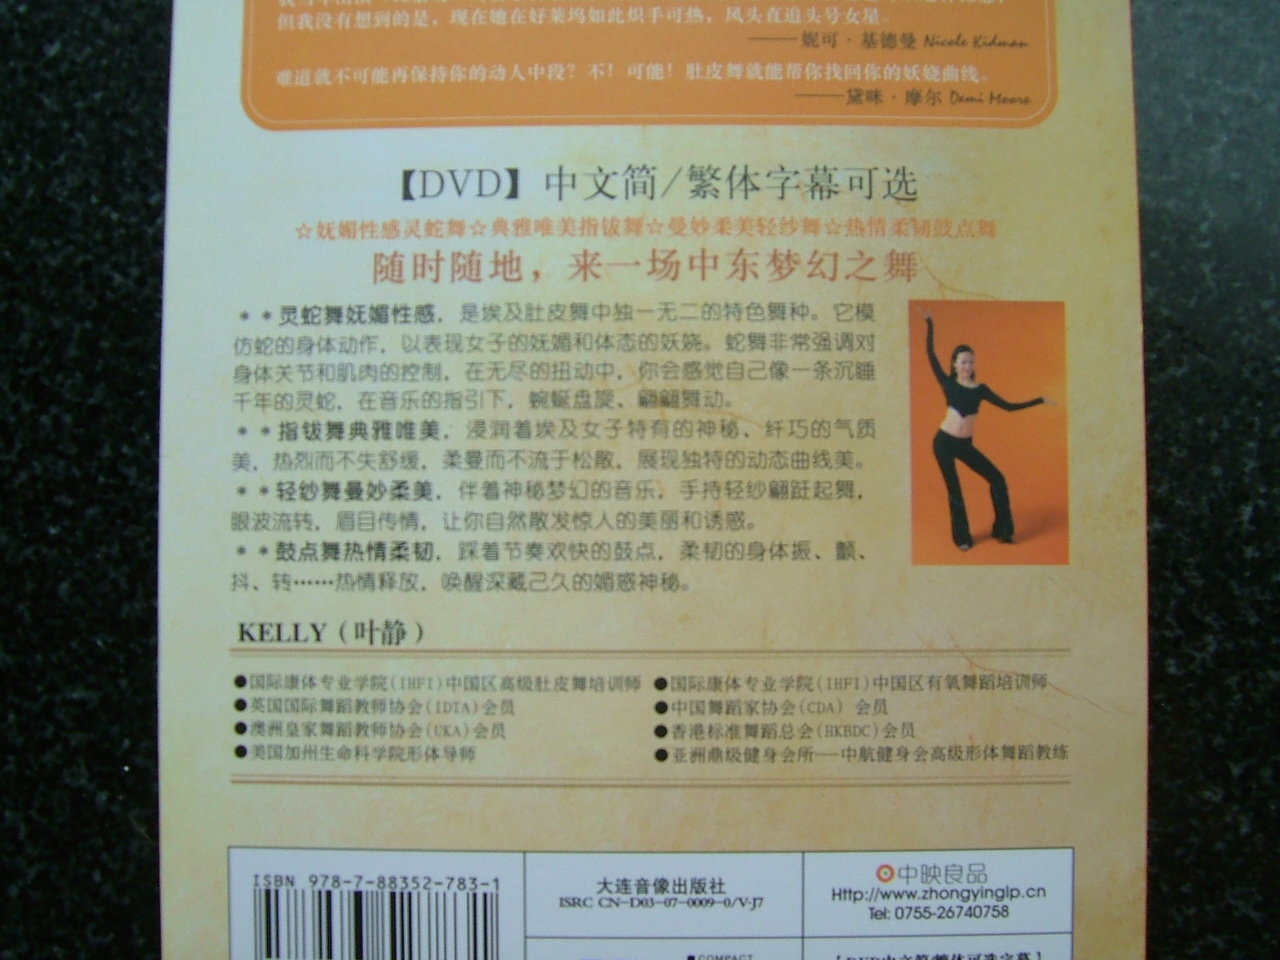 但我没有想到的是，现在她在好莱坞如此炽手可热，风头直追头号女星。
——妮可·基德曼 Nicole Kidman
难道就不可能再保持你的动人中段？不！可能！肚皮舞就能帮你找回你的妖娆曲线。
——黛咪·摩尔 Demi Moore
【DVD】中文简/繁体字幕可选
☆妩媚性感灵蛇舞☆典雅唯美指钹舞☆曼妙柔美轻纱舞☆热情柔韧鼓点舞
随时随地，来一场中东梦幻之舞
＊＊灵蛇舞妩媚性感，是埃及肚皮舞中独一无二的特色舞种。它模
仿蛇的身体动作，以表现女子的妩媚和体态的妖娆。蛇舞非常强调对
身体关节和肌肉的控制，在无尽的扭动中，你会感觉自己像一条沉睡
千年的灵蛇，在音乐的指引下，蜿蜒盘旋、翩翩舞动。
＊＊指钹舞典雅唯美，浸润着埃及女子特有的神秘、纤巧的气质
美，热烈而不失舒缓，柔曼而不流于松散，展现独特的动态曲线美。
＊＊轻纱舞曼妙柔美，伴着神秘梦幻的音乐，手持轻纱翩跹起舞，
眼波流转，眉目传情，让你自然散发惊人的美丽和诱惑。
＊＊鼓点舞热情柔韧，踩着节奏欢快的鼓点，柔韧的身体振、颤、
抖、转……热情释放，唤醒深藏己久的媚惑神秘。
KELLY（叶静）
●国际康体专业学院(IHFI)中国区高级肚皮舞培训师
●英国国际舞蹈教师协会(IDTA)会员
●澳洲皇家舞蹈教师协会(UKA)会员
●美国加州生命科学院形体导师
●国际康体专业学院(IHFI)中国区有氧舞蹈培训师
●中国舞蹈家协会(CDA) 会员
●香港标准舞蹈总会(HKBDC)会员
●亚洲鼎级健身会所——中航健身会高级形体舞蹈教练
ISBN 978-7-88352-783-1
大连音像出版社
ISRC CN-D03-07-0009-0/V·J7
中映良品
Http://www.zhongyinglp.cn
Tel: 0755-26740758
COMPACT
【DVD中文简/繁体可选字幕】